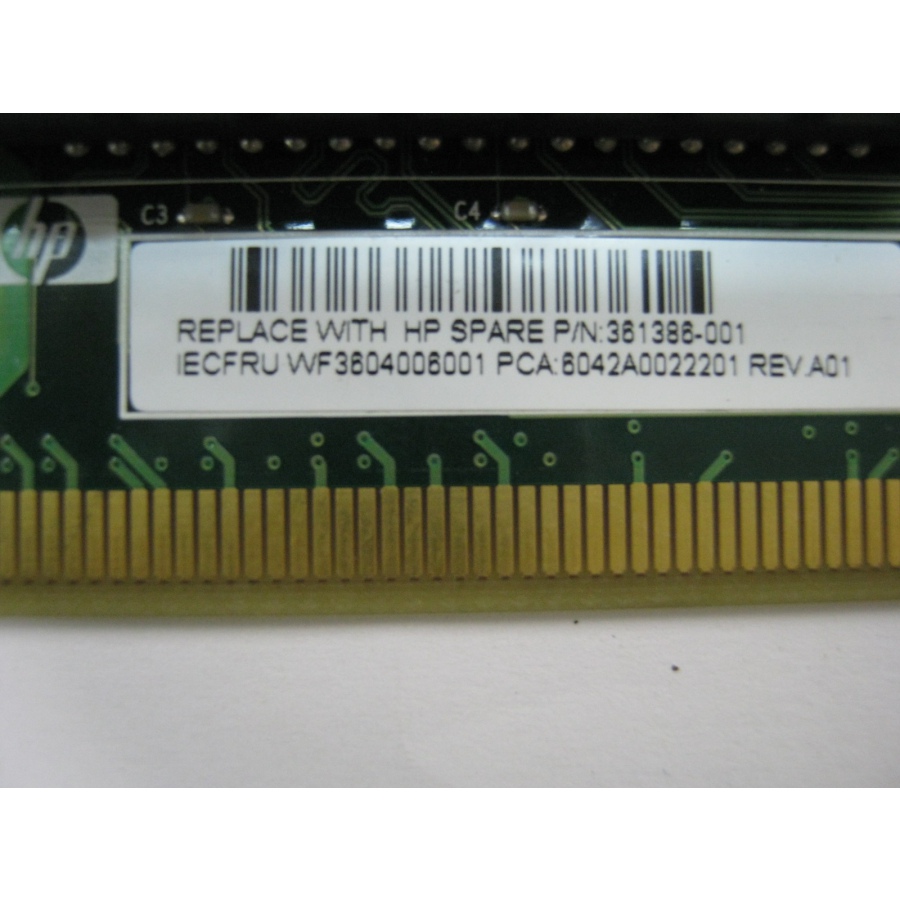 C3 C4
hp
REPLACE WITH HP SPARE P/N:361386-001
IECFRU WF3604006001 PCA:6042A0022201 REV.A01